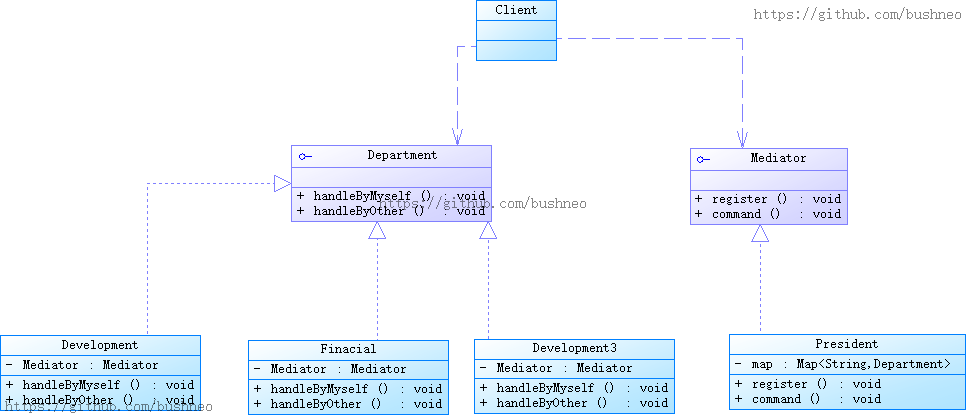 Client
https://github.com/bushneo
Department
+ handleByMyself () : void
+ handleByOther () : void
https://github.com/bushneo
Mediator
+ register () : void
+ command () : void
Development
- Mediator : Mediator
+ handleByMyself () : void
+ handleByOther () : void
https://github.com/bushneo
Finacial
- Mediator : Mediator
+ handleByMyself () : void
+ handleByOther () : void
Development3
- Mediator : Mediator
+ handleByMyself () : void
+ handleByOther () : void
President
- map : Map<String,Department>
+ register () : void
+ command () : void